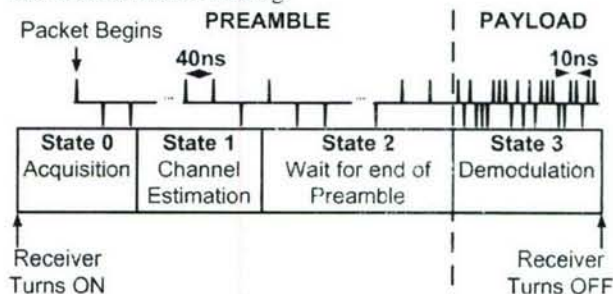 PREAMBLE PAYLOAD
Packet Begins
40ns 10ns
... ...
State 0 State 1 State 2 State 3
Acquisition Channel Wait for end of Demodulation
Estimation Preamble
Receiver Receiver
Turns ON Turns OFF